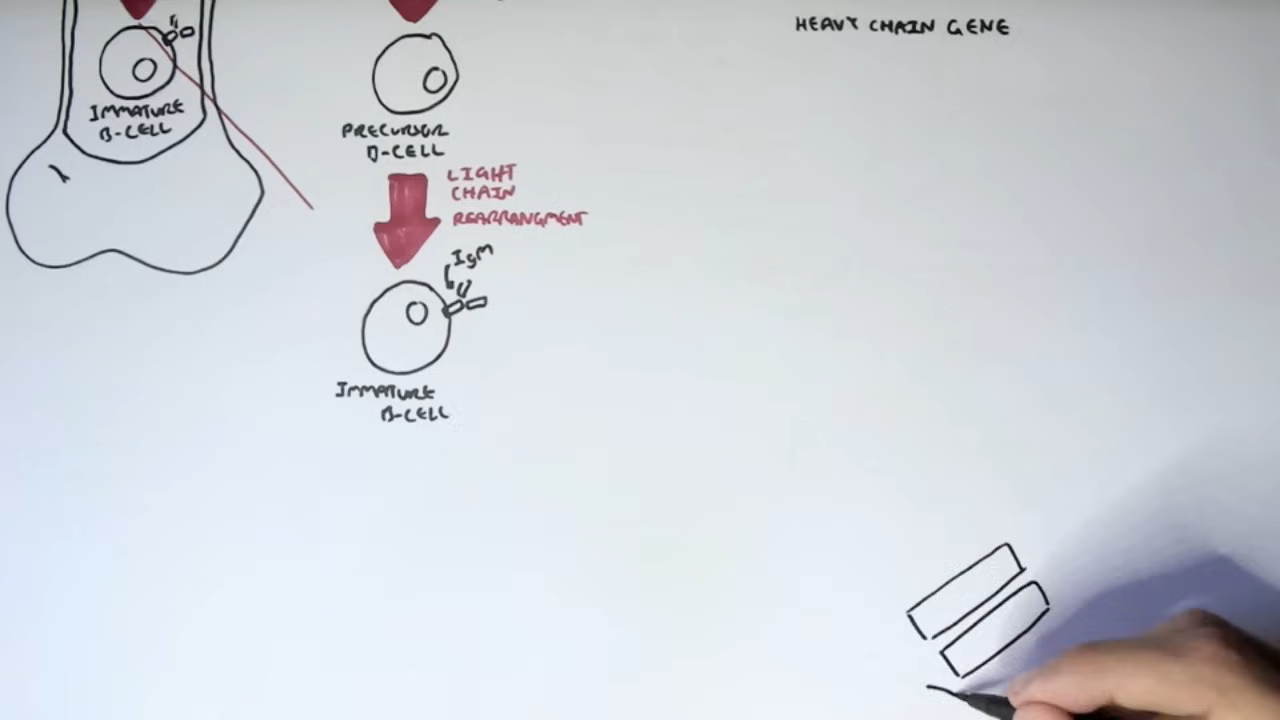 IMMATURE
B-CELL
PRECURSOR
B-CELL
LIGHT
CHAIN
REARRANGMENT
IgM
IMMATURE
B-CELL
HEAVY CHAIN GENE